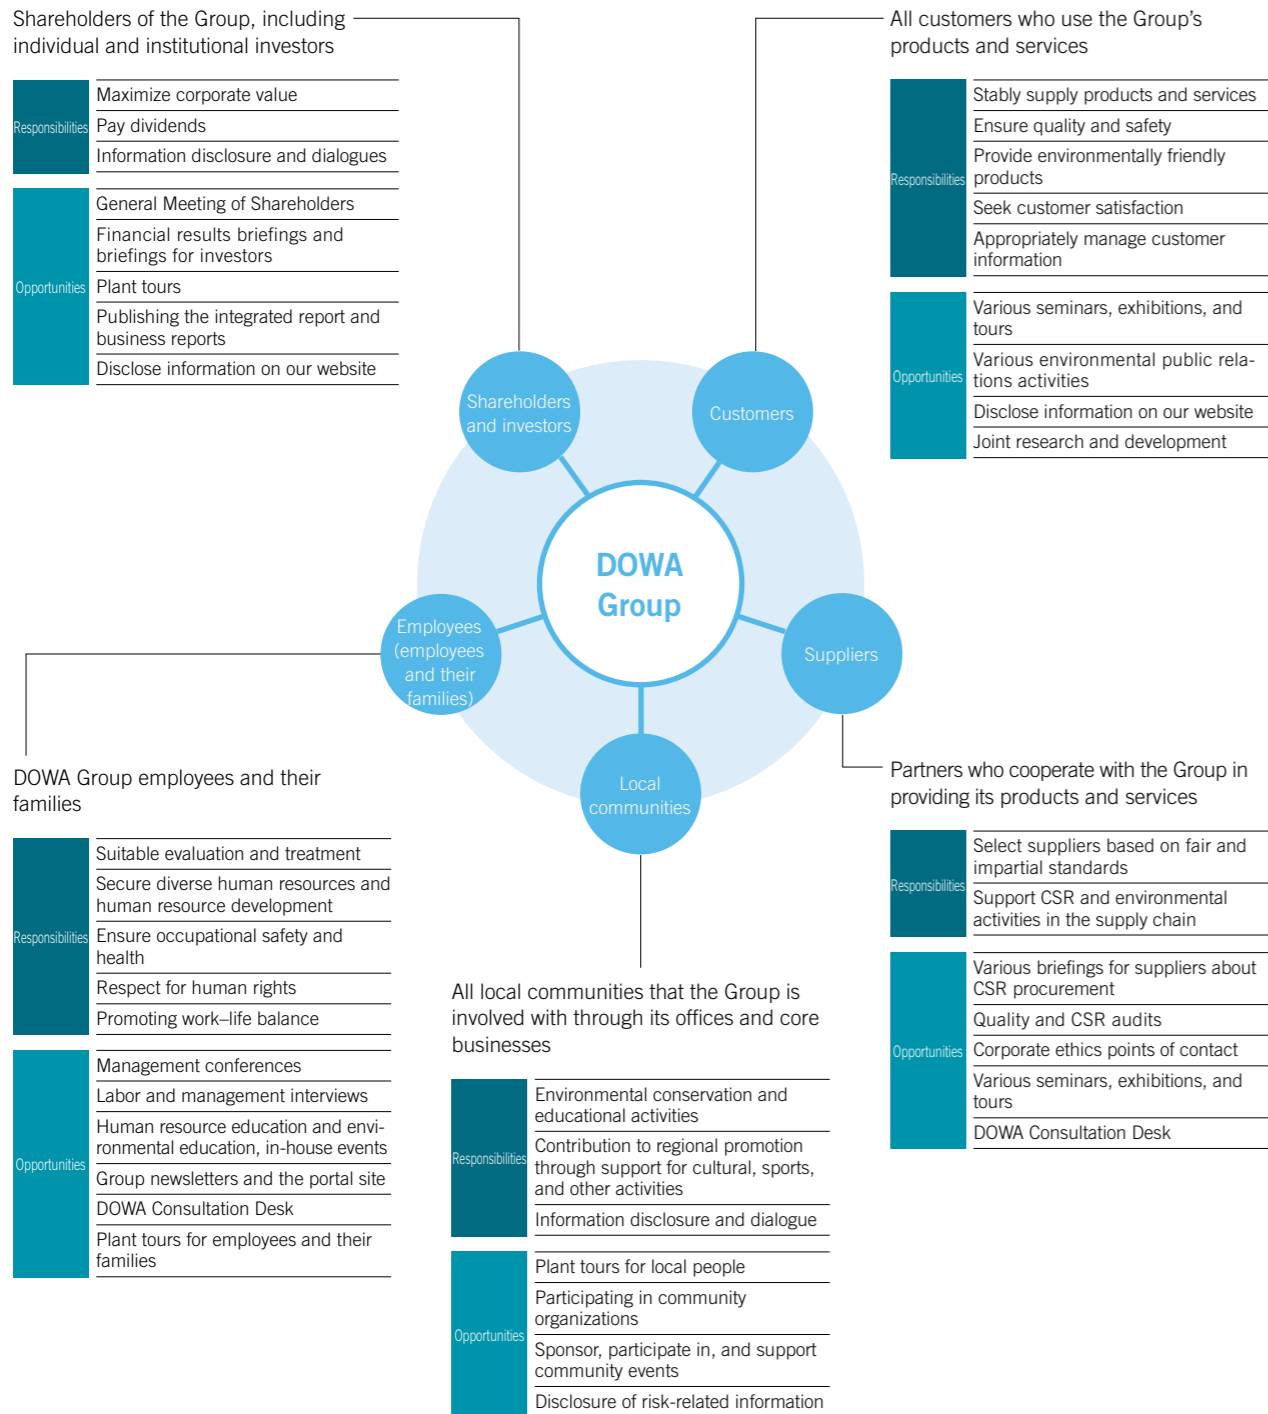 Shareholders of the Group, including
individual and institutional investors
Responsibilities
Maximize corporate value
Pay dividends
Information disclosure and dialogues
Opportunities
General Meeting of Shareholders
Financial results briefings and
briefings for investors
Plant tours
Publishing the integrated report and
business reports
Disclose information on our website
All customers who use the Group's
products and services
Responsibilities
Stably supply products and services
Ensure quality and safety
Provide environmentally friendly
products
Seek customer satisfaction
Appropriately manage customer
information
Opportunities
Various seminars, exhibitions, and
tours
Various environmental public rela-
tions activities
Disclose information on our website
Joint research and development
Shareholders
and investors
Customers
DOWA
Group
Employees
(employees
and their
families)
Suppliers
Local
communities
DOWA Group employees and their
families
Responsibilities
Suitable evaluation and treatment
Secure diverse human resources and
human resource development
Ensure occupational safety and
health
Respect for human rights
Promoting work–life balance
Opportunities
Management conferences
Labor and management interviews
Human resource education and envi-
ronmental education, in-house events
Group newsletters and the portal site
DOWA Consultation Desk
Plant tours for employees and their
families
All local communities that the Group is
involved with through its offices and core
businesses
Responsibilities
Environmental conservation and
educational activities
Contribution to regional promotion
through support for cultural, sports,
and other activities
Information disclosure and dialogue
Opportunities
Plant tours for local people
Participating in community
organizations
Sponsor, participate in, and support
community events
Disclosure of risk-related information
Partners who cooperate with the Group in
providing its products and services
Responsibilities
Select suppliers based on fair and
impartial standards
Support CSR and environmental
activities in the supply chain
Opportunities
Various briefings for suppliers about
CSR procurement
Quality and CSR audits
Corporate ethics points of contact
Various seminars, exhibitions, and
tours
DOWA Consultation Desk